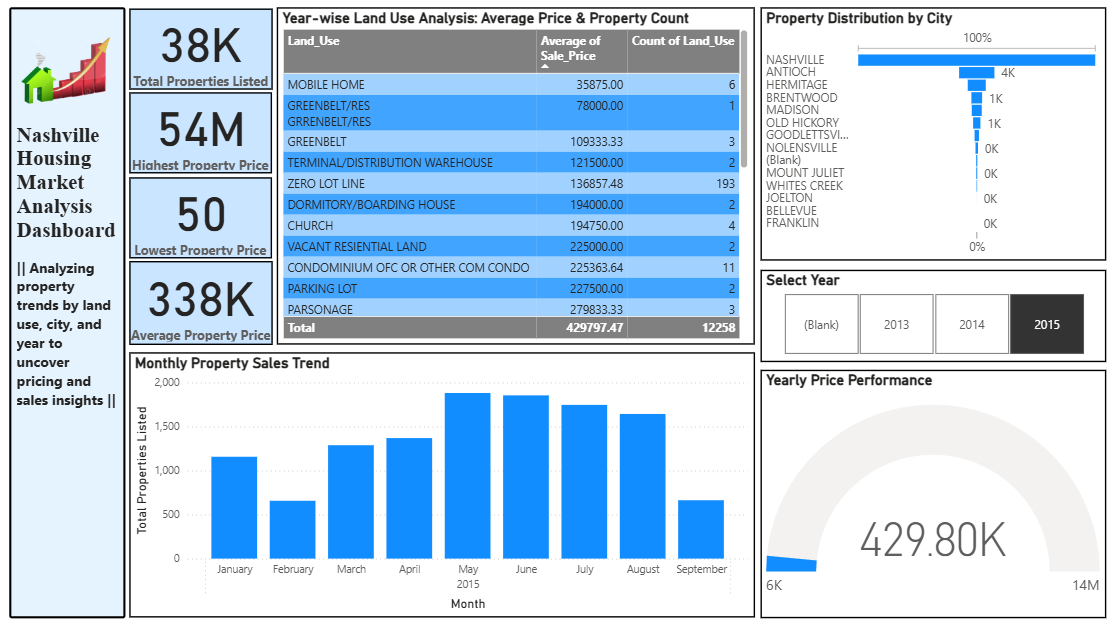 Nashville
Housing
Market
Analysis
Dashboard
|| Analyzing
property
trends by land
use, city, and
year to
uncover
pricing and
sales insights ||
38K
Total Properties Listed
54M
Highest Property Price
50
Lowest Property Price
338K
Average Property Price
Year-wise Land Use Analysis: Average Price & Property Count
Land_Use Average of Count of Land_Use
Sale_Price
MOBILE HOME 35875.00 6
GREENBELT/RES 78000.00 1
GRRENBELT/RES
GREENBELT 109333.33 3
TERMINAL/DISTRIBUTION WAREHOUSE 121500.00 2
ZERO LOT LINE 136857.48 193
DORMITORY/BOARDING HOUSE 194000.00 2
CHURCH 194750.00 4
VACANT RESIENTIAL LAND 225000.00 2
CONDOMINIUM OFC OR OTHER COM CONDO 225363.64 11
PARKING LOT 227500.00 2
PARSONAGE 279833.33 3
Total 429797.47 12258
Monthly Property Sales Trend
Total Properties Listed
2,000
1,500
1,000
500
0
January February March April May June July August September
2015
Month
Property Distribution by City
100%
NASHVILLE
ANTIOCH 4K
HERMITAGE
BRENTWOOD 1K
MADISON
OLD HICKORY 1K
GOODLETTSVI...
NOLENSVILLE 0K
(Blank)
MOUNT JULIET 0K
WHITES CREEK
JOELTON 0K
BELLEVUE
FRANKLIN 0K
0%
Select Year
(Blank) 2013 2014 2015
Yearly Price Performance
429.80K
6K 14M